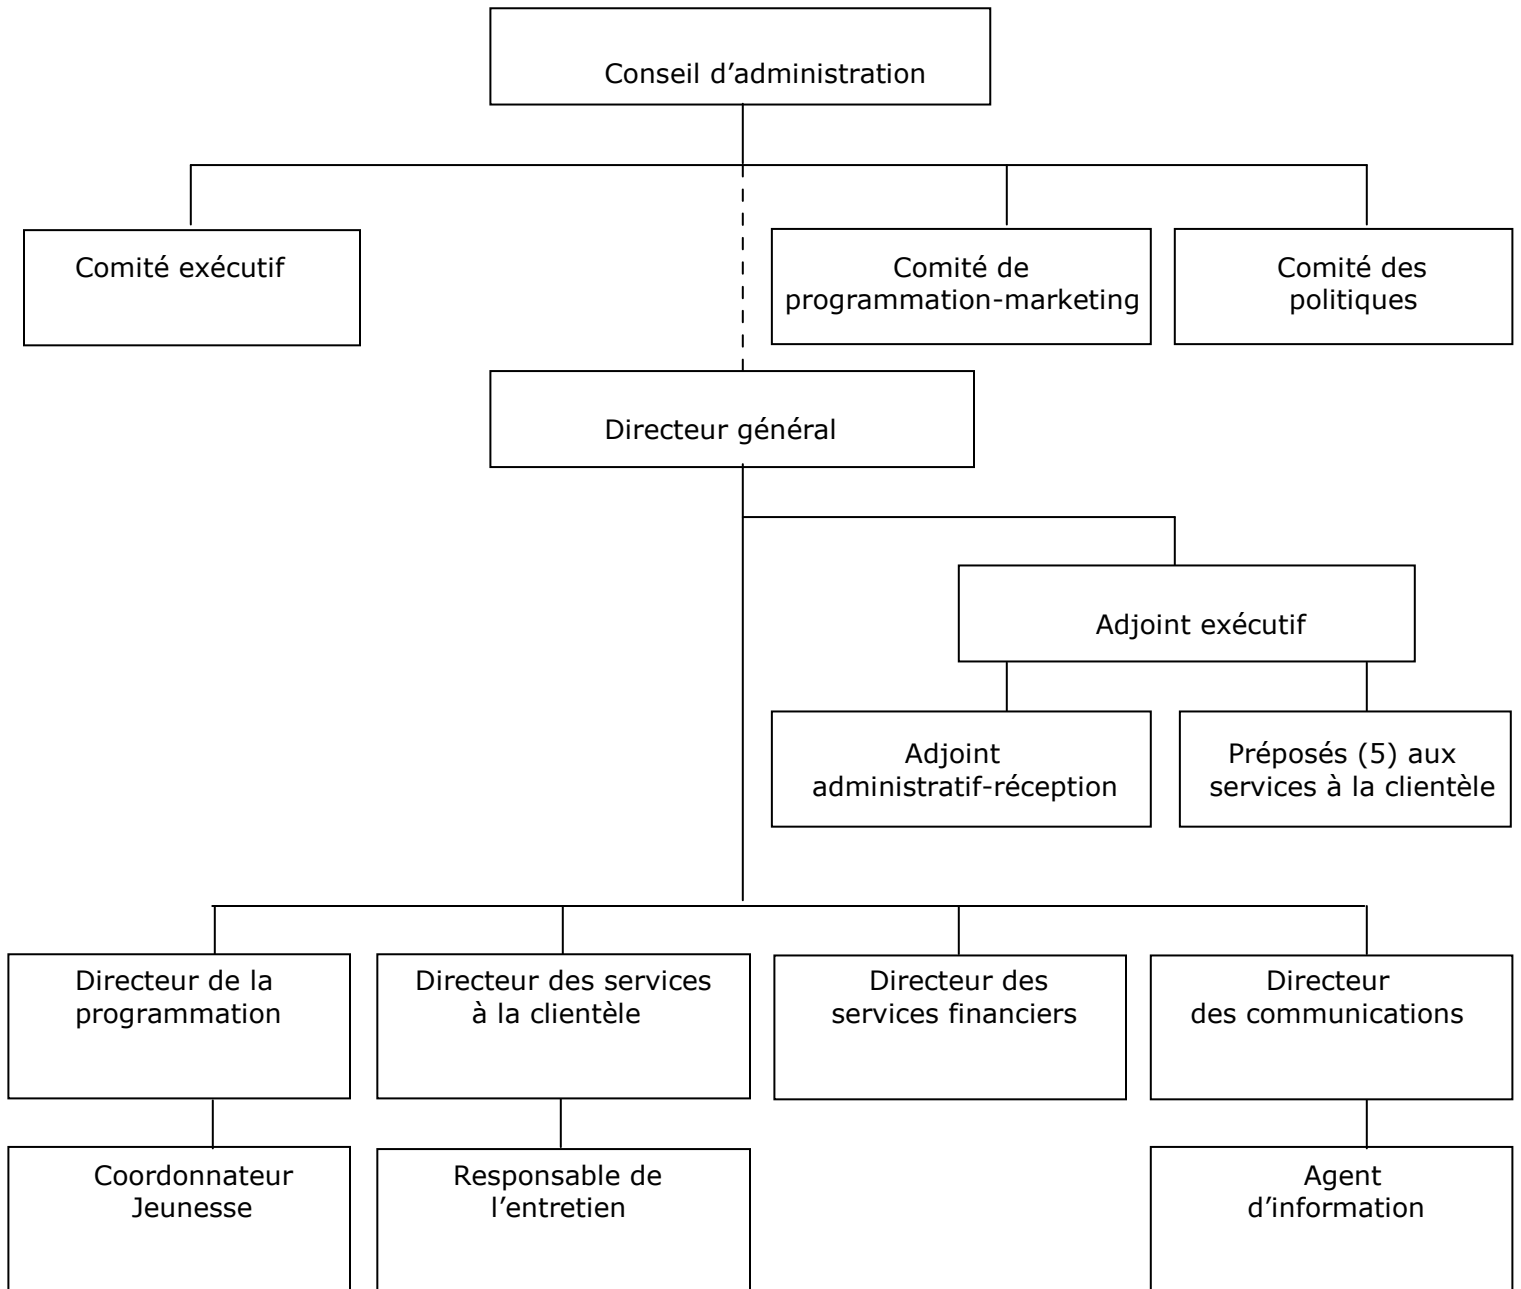 Conseil d’administration
Comité exécutif
Comité de
programmation-marketing
Comité des
politiques
Directeur général
Adjoint exécutif
Adjoint
administratif-réception
Préposés (5) aux
services à la clientèle
Directeur de la
programmation
Directeur des services
à la clientèle
Directeur des
services financiers
Directeur
des communications
Coordonnateur
Jeunesse
Responsable de
l’entretien
Agent
d’information